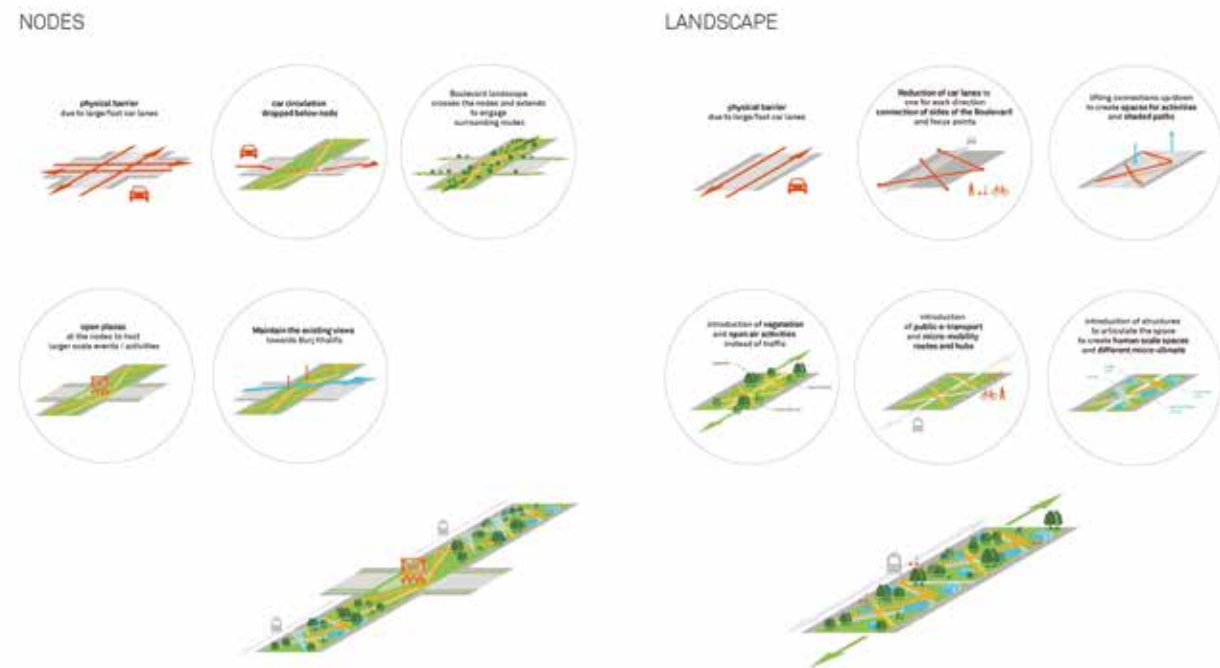 NODES
physical barrier
due to large/fast car lanes
car circulation
dropped below node
Boulevard landscape
crosses the nodes and extends
to engage
surrounding routes
open plazas
at the nodes to host
larger scale events / activities
Maintain the existing views
towards Burj Khalifa
LANDSCAPE
physical barrier
due to large/fast car lanes
Reduction of car lanes to
one for each direction
connection of sides of the Boulevard
and focus points
lifting connections up/down
to create spaces for activities
and shaded paths
introduction of vegetation
and open air activities
instead of traffic
introduction
of public e-transport
and micro-mobility
routes and hubs
introduction of structures
to articulate the space
to create human scale spaces
and different micro-climate